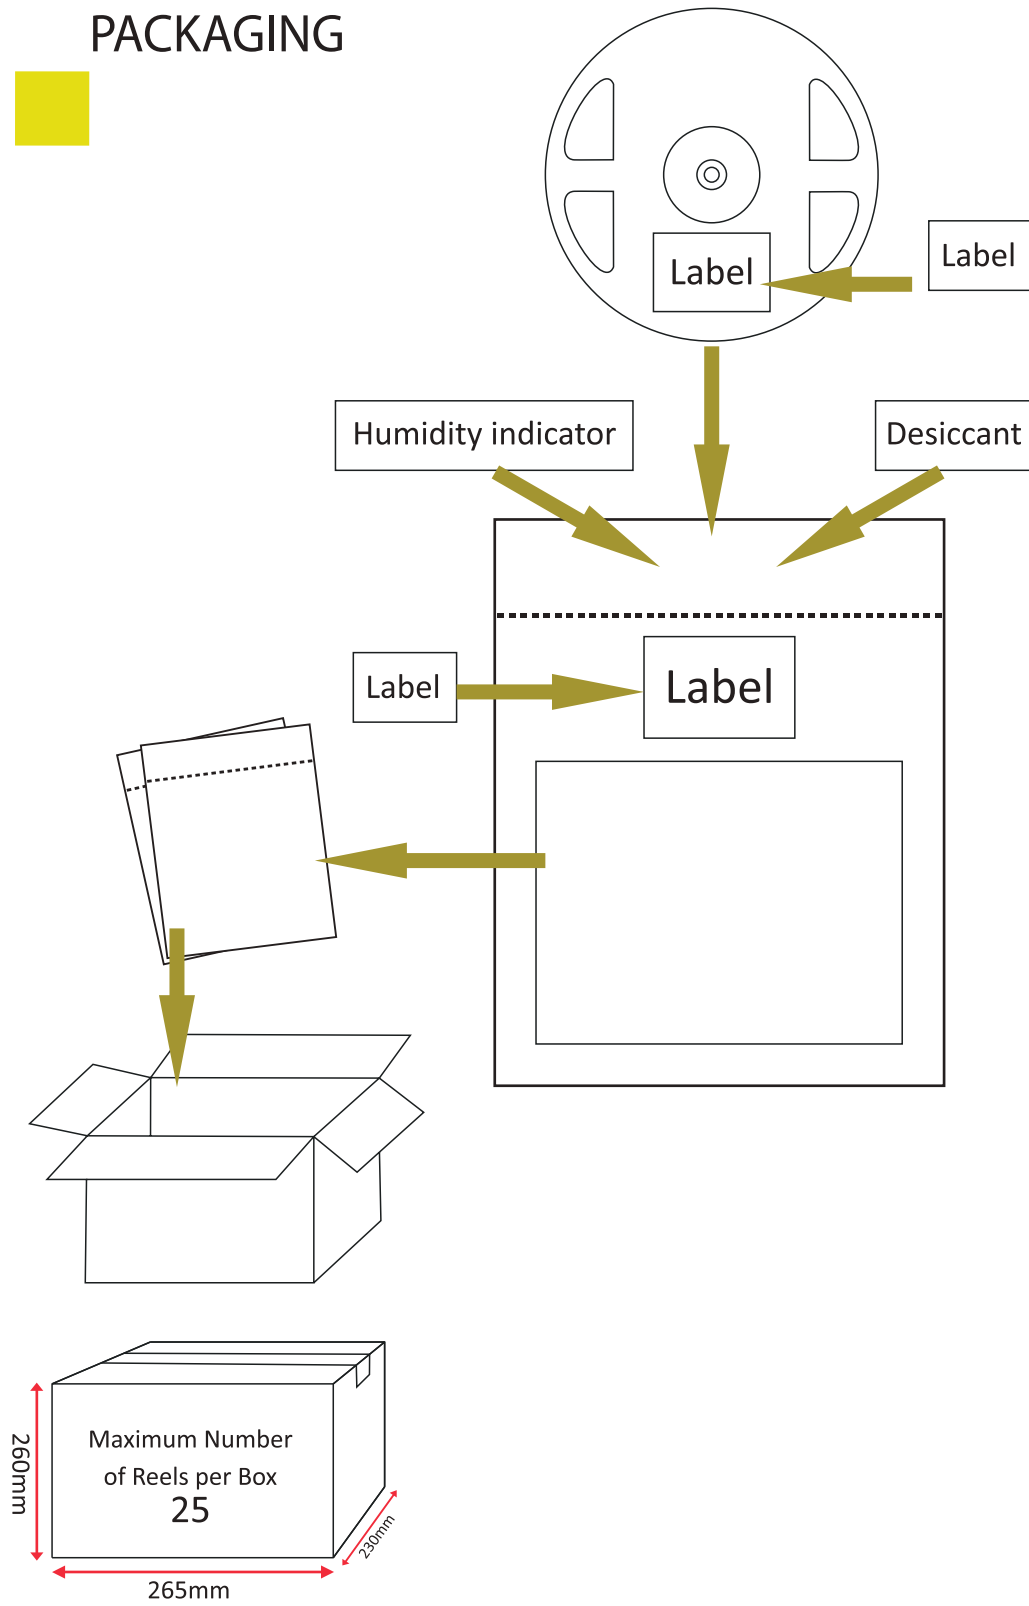 PACKAGING
Label
Label
Humidity indicator
Desiccant
Label
Label
Maximum Number
of Reels per Box
25
260mm
230mm
265mm